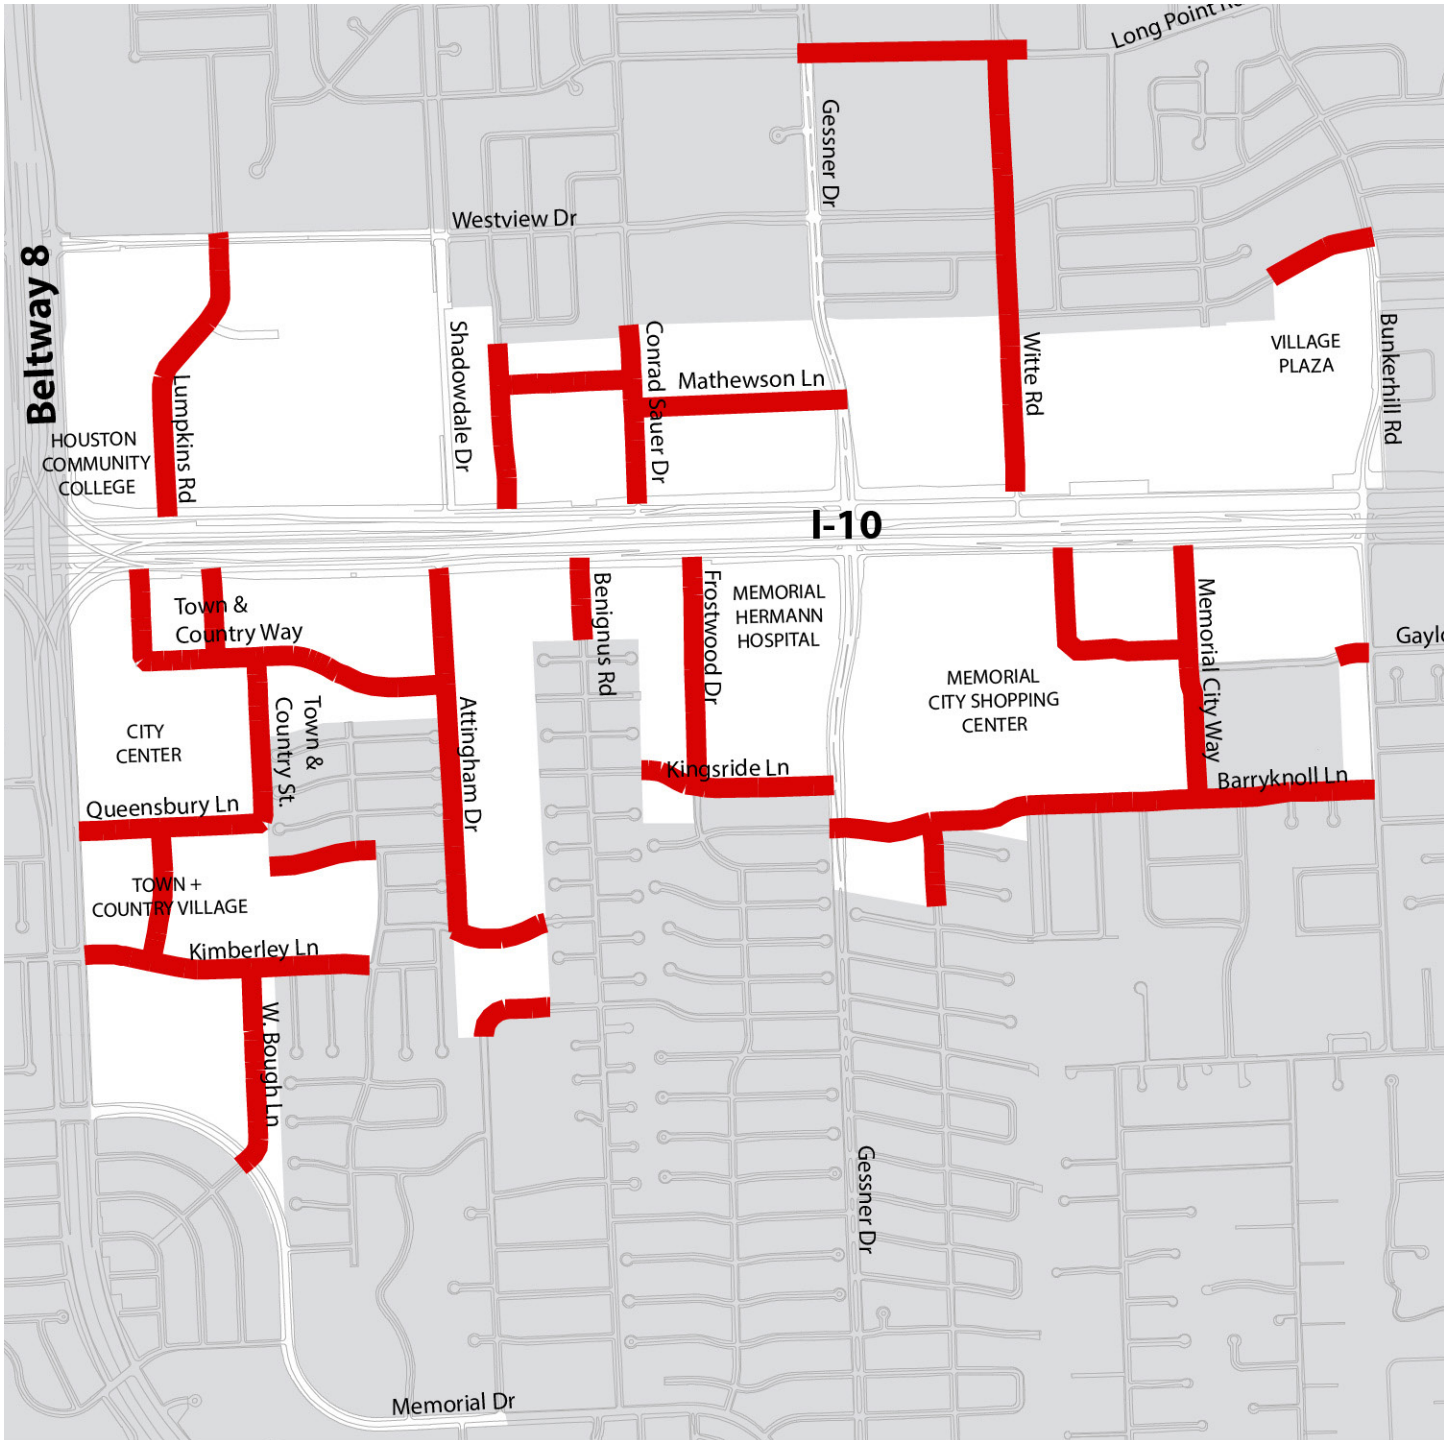 Long Point
Gessner Dr
Westview Dr
Beltway 8
Shadowdale Dr
Conrad Sauer Dr
Mathewson Ln
Witte Rd
VILLAGE
PLAZA
Bunkerhill Rd
Lumpkins Rd
HOUSTON
COMMUNITY
COLLEGE
I-10
Town &
Country Way
Benignus Rd
Frostwood Dr
MEMORIAL
HERMANN
HOSPITAL
Memorial City Way
MEMORIAL
CITY SHOPPING
CENTER
CITY
CENTER
Town &
Country St.
Attingham Dr
Kingsride Ln
Barryknoll Ln
Queensbury Ln
TOWN +
COUNTRY VILLAGE
Kimberley Ln
W. Bough Ln
Gessner Dr
Memorial Dr